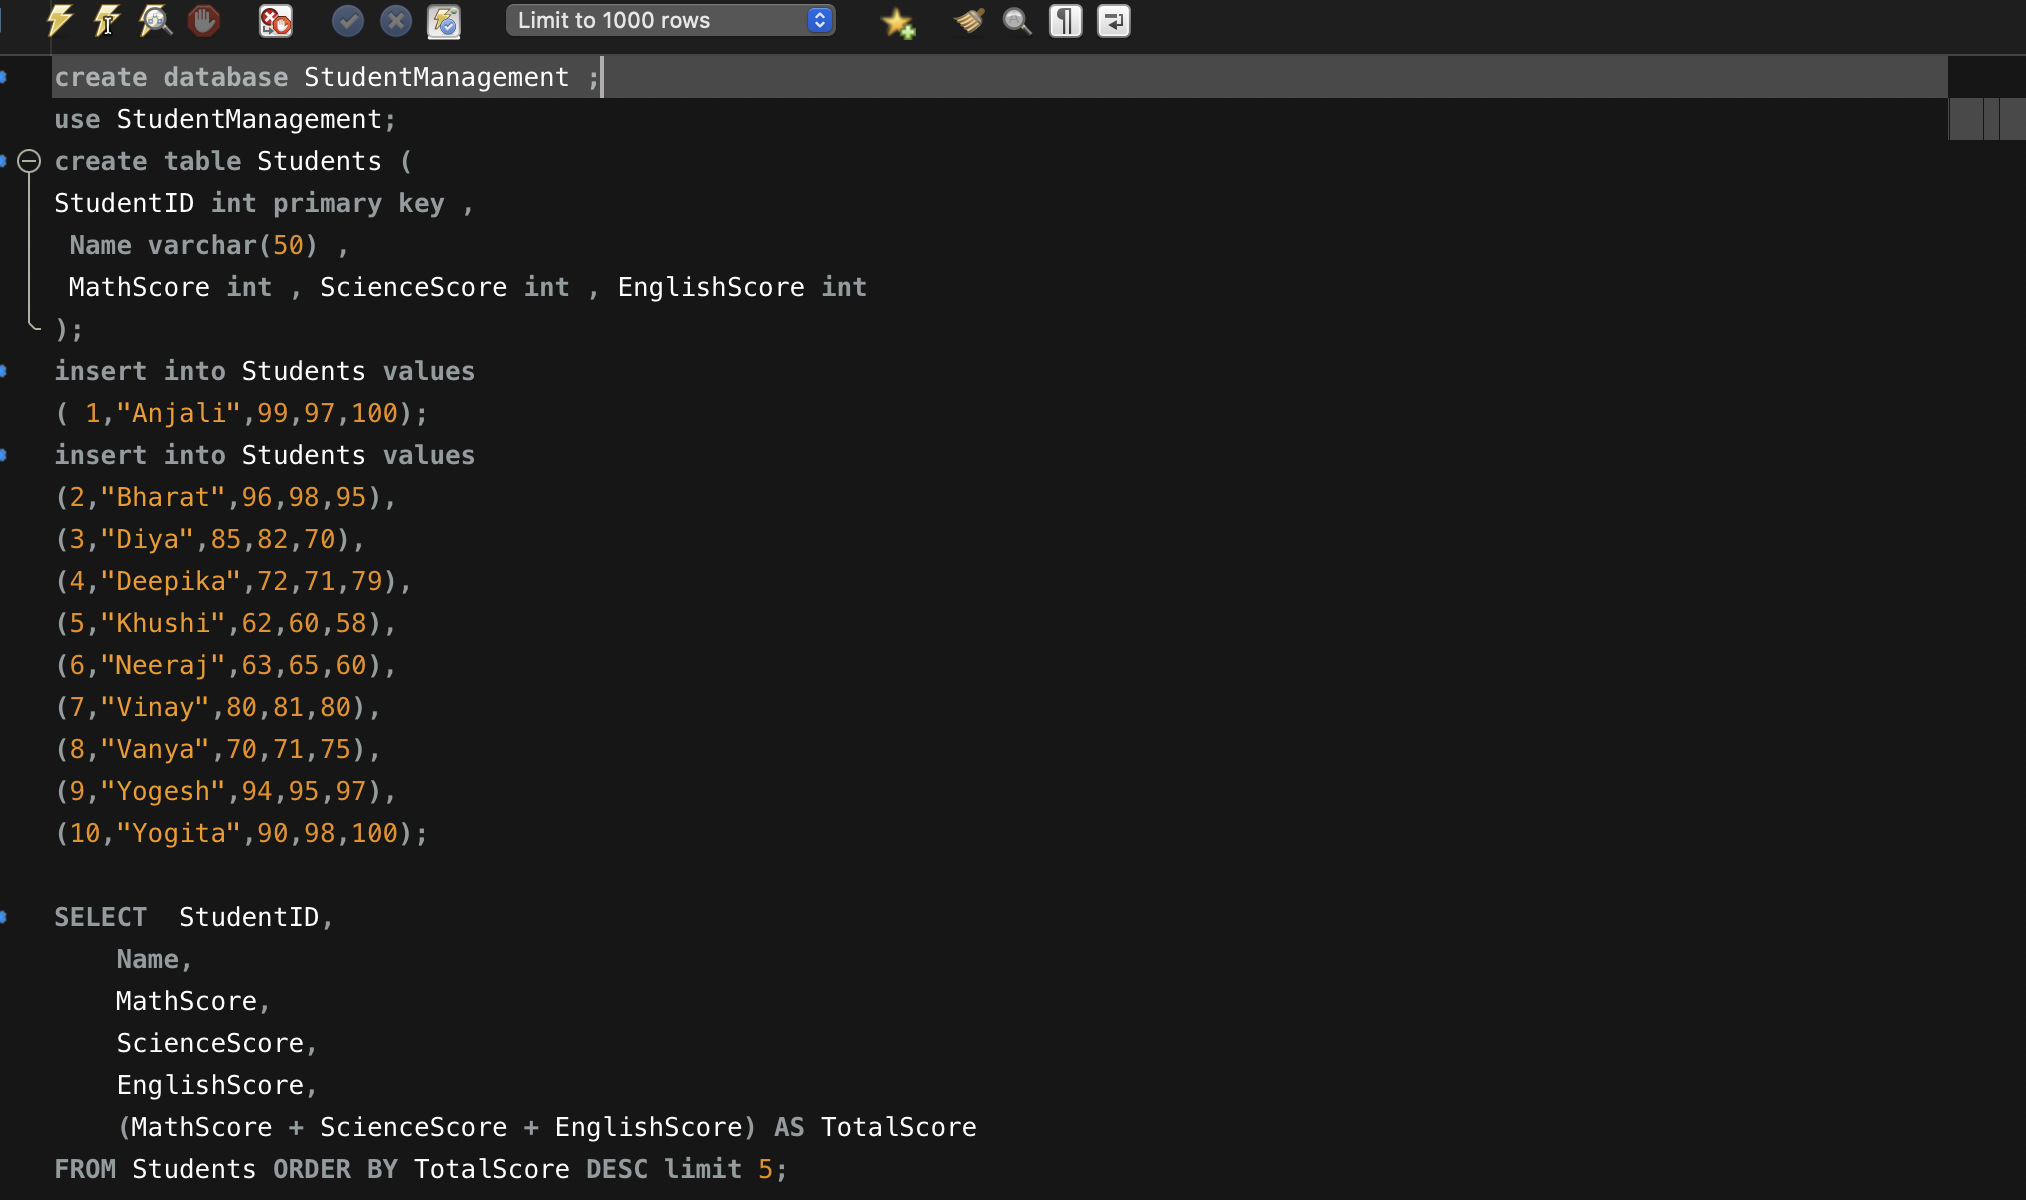 Limit to 1000 rows
create database StudentManagement ;
use StudentManagement;
create table Students (
StudentID int primary key ,
 Name varchar(50) ,
 MathScore int , ScienceScore int , EnglishScore int
);
insert into Students values
( 1,"Anjali",99,97,100);
insert into Students values
(2,"Bharat",96,98,95),
(3,"Diya",85,82,70),
(4,"Deepika",72,71,79),
(5,"Khushi",62,60,58),
(6,"Neeraj",63,65,60),
(7,"Vinay",80,81,80),
(8,"Vanya",70,71,75),
(9,"Yogesh",94,95,97),
(10,"Yogita",90,98,100);
SELECT  StudentID,
    Name,
    MathScore,
    ScienceScore,
    EnglishScore,
    (MathScore + ScienceScore + EnglishScore) AS TotalScore
FROM Students ORDER BY TotalScore DESC limit 5;